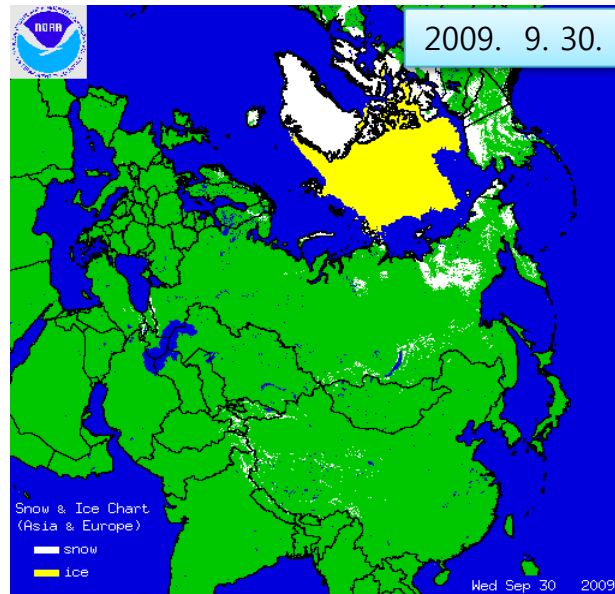 NOAA
2009. 9. 30.
Snow & Ice Chart
(Asia & Europe)
snow
ice
Wed Sep 30 2009